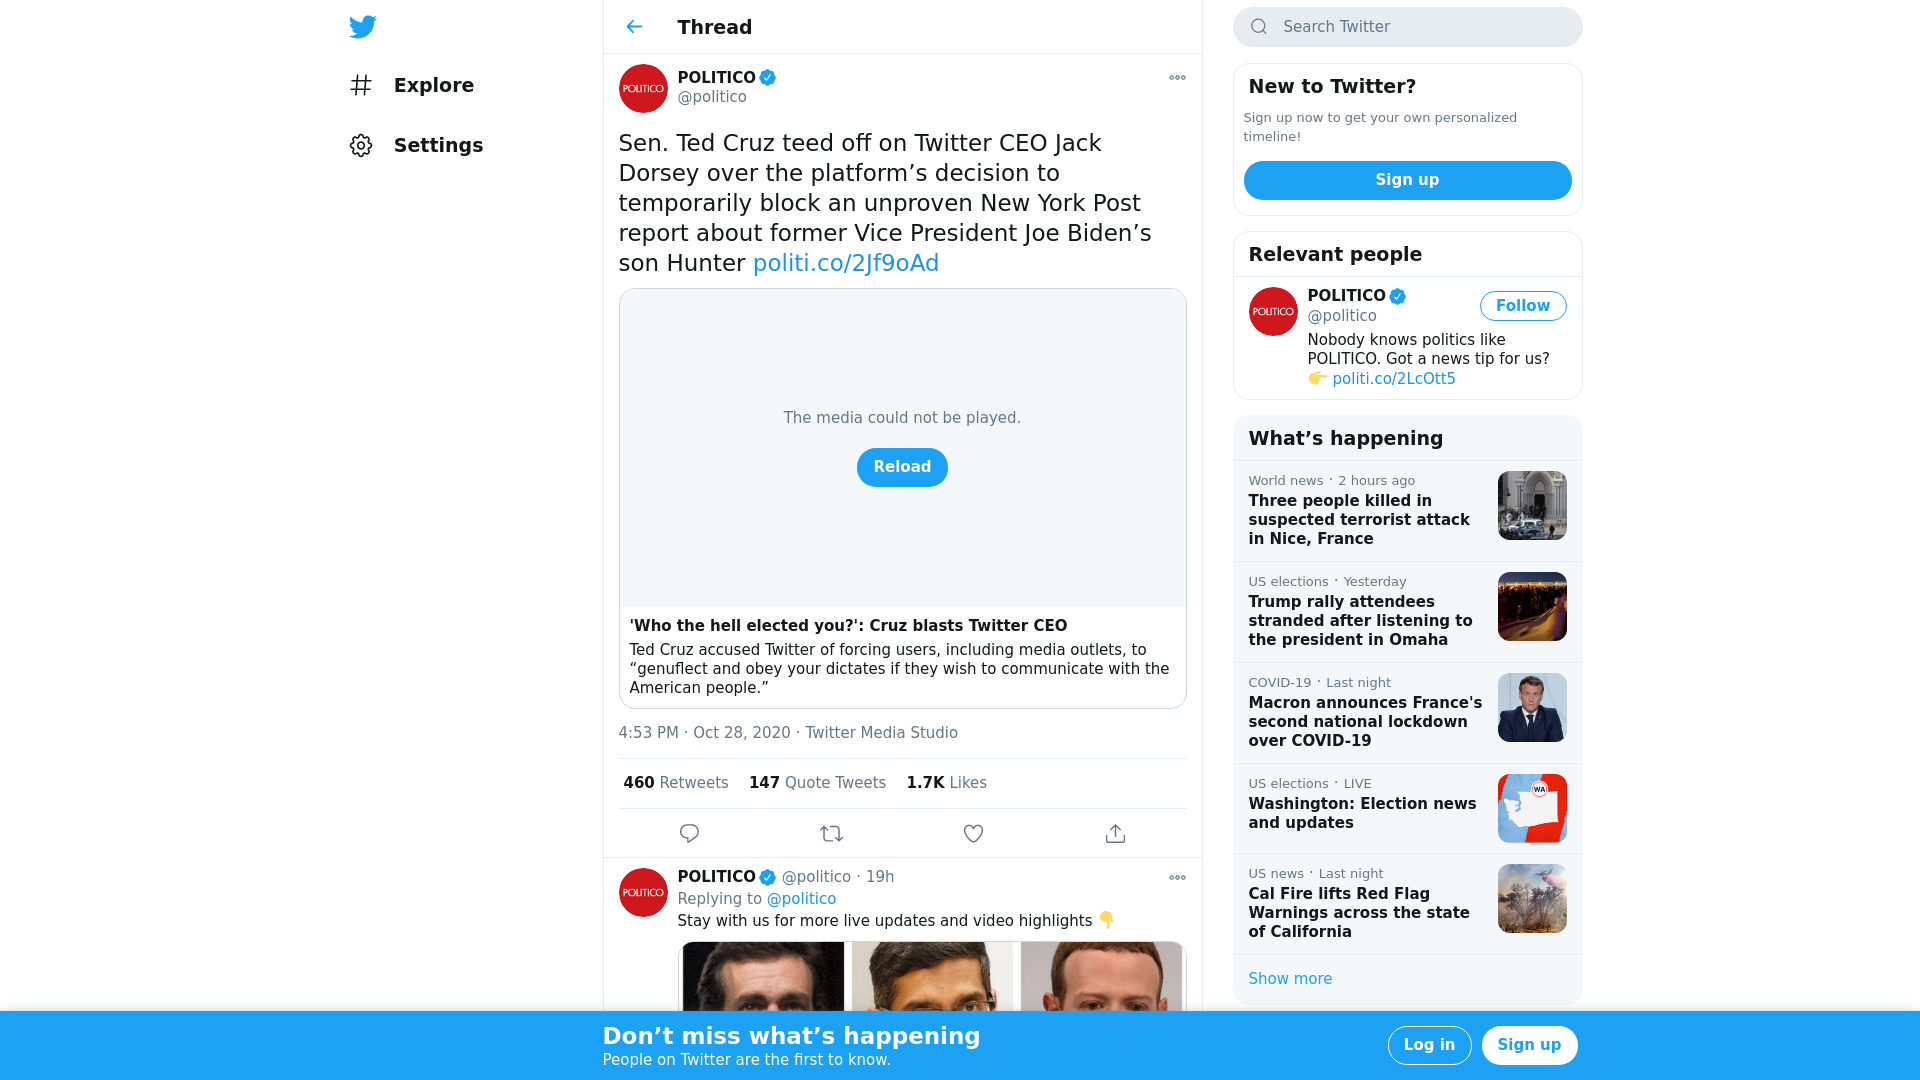 Explore
Settings
Thread
POLITICO
POLITICO
@politico
Sen. Ted Cruz teed off on Twitter CEO Jack
Dorsey over the platform’s decision to
temporarily block an unproven New York Post
report about former Vice President Joe Biden’s
son Hunter politi.co/2Jf9oAd
The media could not be played.
Reload
'Who the hell elected you?': Cruz blasts Twitter CEO
Ted Cruz accused Twitter of forcing users, including media outlets, to
“genuflect and obey your dictates if they wish to communicate with the
American people.”
4:53 PM · Oct 28, 2020 · Twitter Media Studio
460 Retweets 147 Quote Tweets 1.7K Likes
POLITICO
POLITICO @politico · 19h
Replying to @politico
Stay with us for more live updates and video highlights 👇
Search Twitter
New to Twitter?
Sign up now to get your own personalized
timeline!
Sign up
Relevant people
POLITICO
POLITICO
@politico
Follow
Nobody knows politics like
POLITICO. Got a news tip for us?
👉 politi.co/2LcOtt5
What’s happening
World news · 2 hours ago
Three people killed in
suspected terrorist attack
in Nice, France
US elections · Yesterday
Trump rally attendees
stranded after listening to
the president in Omaha
COVID-19 · Last night
Macron announces France's
second national lockdown
over COVID-19
US elections · LIVE
Washington: Election news
and updates
WA
US news · Last night
Cal Fire lifts Red Flag
Warnings across the state
of California
Show more
Don’t miss what’s happening
People on Twitter are the first to know.
Log in
Sign up